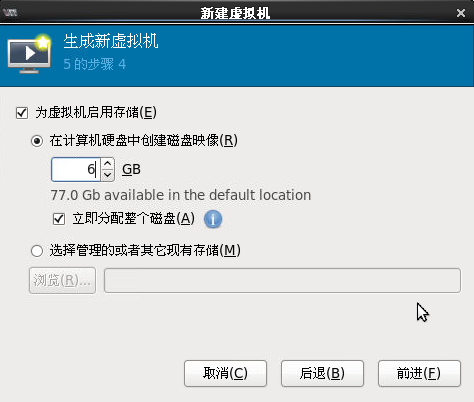 新建虚拟机
生成新虚拟机
5 的步骤 4
为虚拟机启用存储(E)
在计算机硬盘中创建磁盘映像(R)
6 GB
77.0 Gb available in the default location
立即分配整个磁盘(A)
选择管理的或者其它现有存储(M)
浏览(R)...
取消(C) 后退(B) 前进(F)